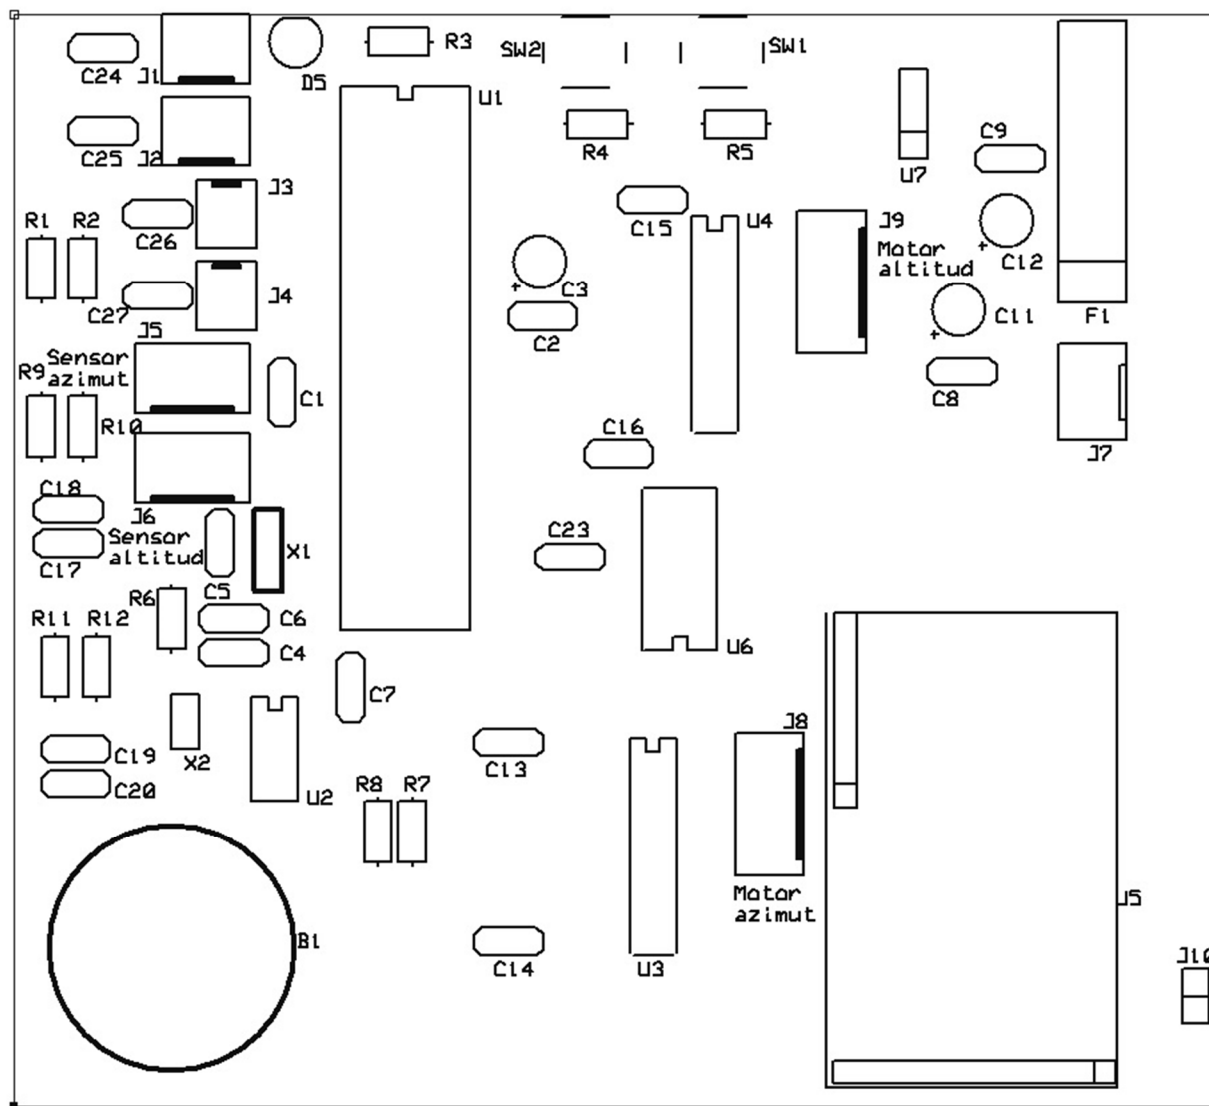 R3
SW2
SW1
C24
J1
D5
U1
R4
R5
C9
C25
J2
U7
J3
R1
R2
C15
U4
J9
C26
Motor
altitud
C12
J4
C3
C27
C11
F1
J5
C2
Sensor
azimut
R9
C1
C8
R10
C16
J7
C18
J6
Sensor
altitud
C23
X1
C17
C5
R6
R11
R12
C6
U6
C4
C7
J8
C19
X2
C13
C20
R8
R7
U2
Motor
azimut
J5
B1
J10
C14
U3